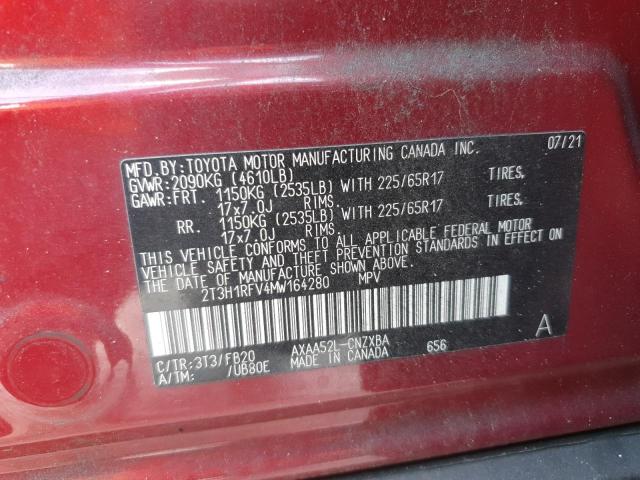 MFD. BY: TOYOTA MOTOR MANUFACTURING CANADA INC. 07/21
GVWR: 2090KG (4610LB)
GAWR: FRT. 1150KG (2535LB) WITH 225/65R17 TIRES.
17x7.0J RIMS.
RR. 1150KG (2535LB) WITH 225/65R17 TIRES.
17x7.0J RIMS.
THIS VEHICLE CONFORMS TO ALL APPLICABLE FEDERAL MOTOR
VEHICLE SAFETY AND THEFT PREVENTION STANDARDS IN EFFECT ON
THE DATE OF MANUFACTURE SHOWN ABOVE.
2T3H1RFV4MW164280 MPV
C/TR: 3T3/FB20 AXAA52L-CNZXBA 656 A
A/TM: /UB80E MADE IN CANADA